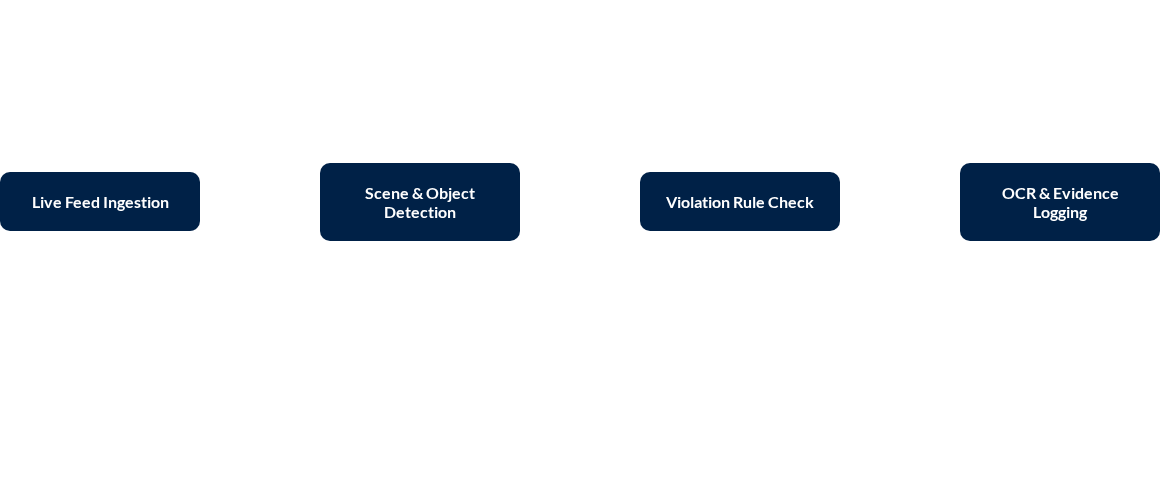 Live Feed Ingestion
Scene & Object
Detection
Violation Rule Check
OCR & Evidence
Logging